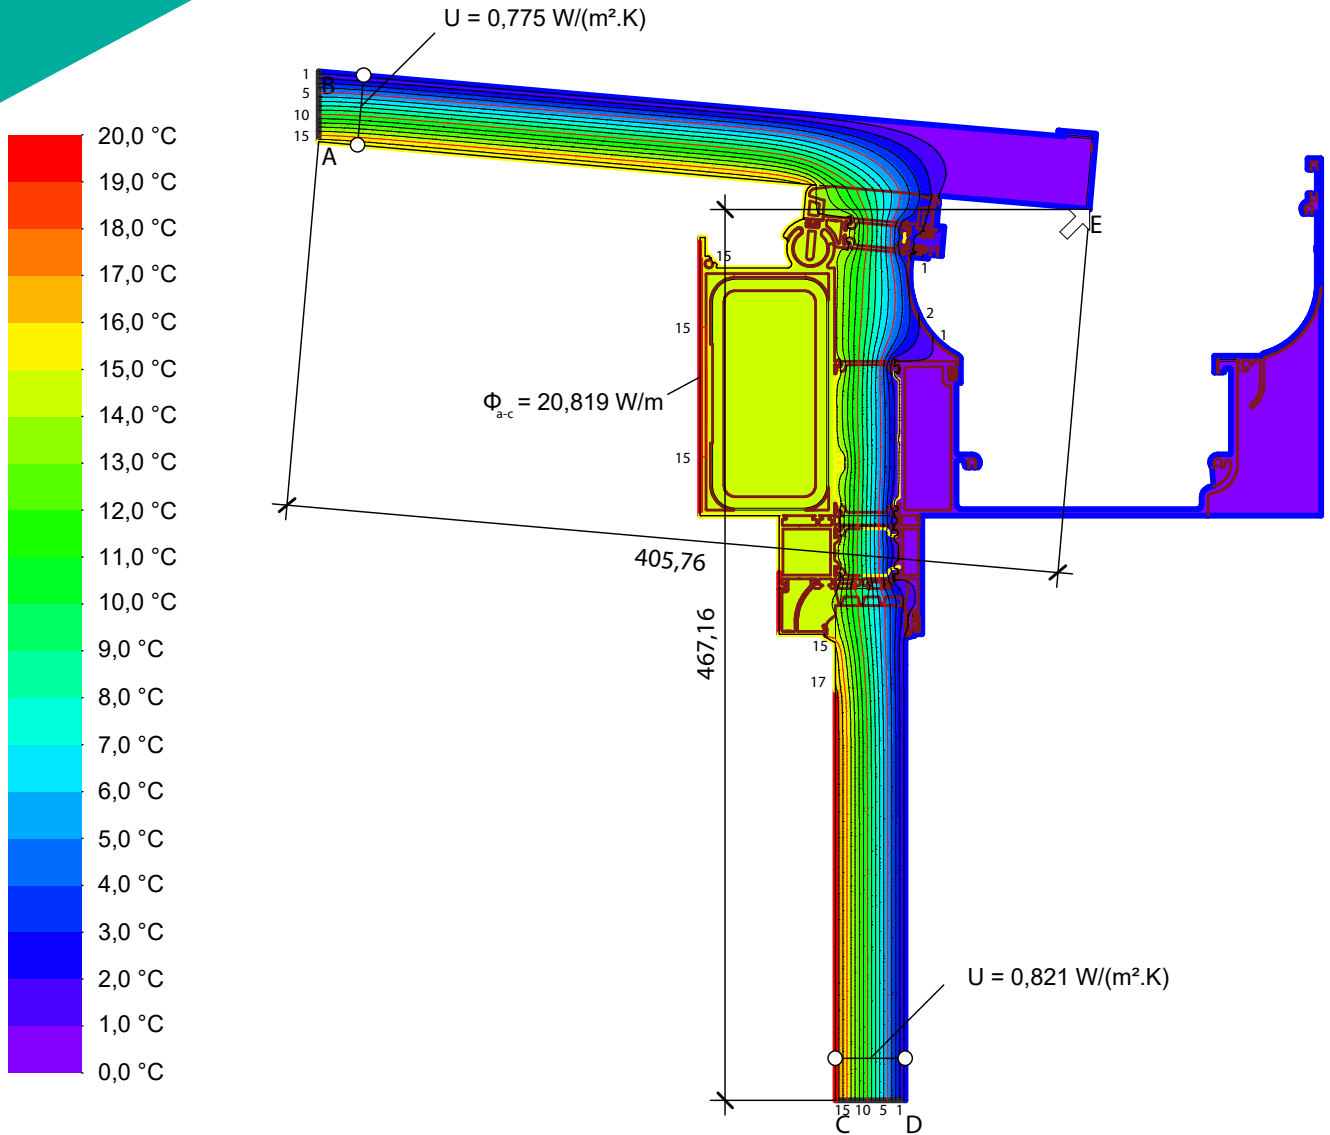 U = 0,775 W/(m².K)
1
B
5
10
15
A
20,0 °C
19,0 °C
18,0 °C
17,0 °C
16,0 °C
15,0 °C
14,0 °C
13,0 °C
12,0 °C
11,0 °C
10,0 °C
9,0 °C
8,0 °C
7,0 °C
6,0 °C
5,0 °C
4,0 °C
3,0 °C
2,0 °C
1,0 °C
0,0 °C
E
15
1
2
1
15
Φa-c = 20,819 W/m
15
405,76
467,16
15
17
U = 0,821 W/(m².K)
15 10 5 1
C D